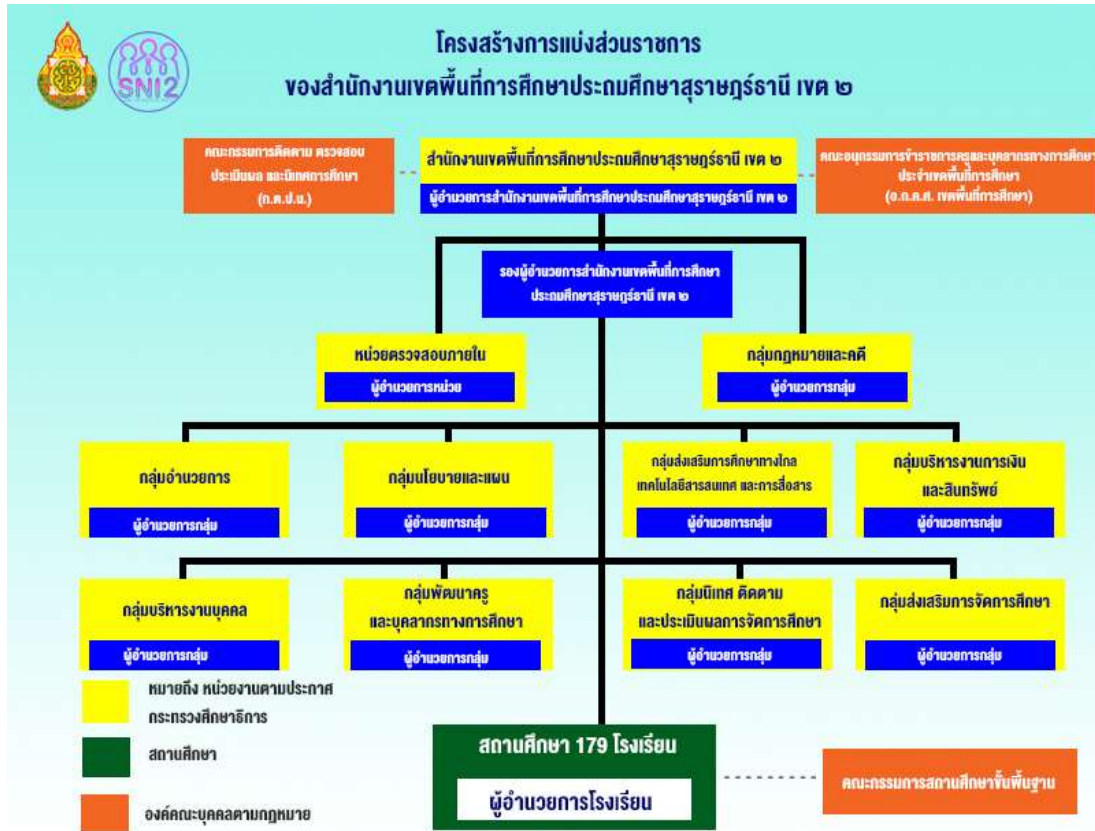 SNI2
โครงสร้างการแบ่งส่วนราชการ
ของสำนักงานเขตพื้นที่การศึกษาประถมศึกษาสุราษฎร์ธานี เขต ๒
คณะกรรมการติดตาม ตรวจสอบ
ประเมินผล และนิเทศการศึกษา
(ก.ต.ป.น.)
สำนักงานเขตพื้นที่การศึกษาประถมศึกษาสุราษฎร์ธานี เขต ๒
ผู้อำนวยการสำนักงานเขตพื้นที่การศึกษาประถมศึกษาสุราษฎร์ธานี เขต ๒
คณะอนุกรรมการข้าราชการครูและบุคลากรทางการศึกษา
ประจำเขตพื้นที่การศึกษา
(อ.ก.ค.ศ. เขตพื้นที่การศึกษา)
รองผู้อำนวยการสำนักงานเขตพื้นที่การศึกษา
ประถมศึกษาสุราษฎร์ธานี เขต ๒
หน่วยตรวจสอบภายใน
ผู้อำนวยการหน่วย
กลุ่มกฎหมายและคดี
ผู้อำนวยการกลุ่ม
กลุ่มอำนวยการ
ผู้อำนวยการกลุ่ม
กลุ่มนโยบายและแผน
ผู้อำนวยการกลุ่ม
กลุ่มส่งเสริมการศึกษาทางไกล
เทคโนโลยีสารสนเทศ และการสื่อสาร
ผู้อำนวยการกลุ่ม
กลุ่มบริหารงานการเงิน
และสินทรัพย์
ผู้อำนวยการกลุ่ม
กลุ่มบริหารงานบุคคล
ผู้อำนวยการกลุ่ม
กลุ่มพัฒนาครู
และบุคลากรทางการศึกษา
ผู้อำนวยการกลุ่ม
กลุ่มนิเทศ ติดตาม
และประเมินผลการจัดการศึกษา
ผู้อำนวยการกลุ่ม
กลุ่มส่งเสริมการจัดการศึกษา
ผู้อำนวยการกลุ่ม
หมายถึง หน่วยงานตามประกาศ
กระทรวงศึกษาธิการ
สถานศึกษา
องค์คณะบุคคลตามกฎหมาย
สถานศึกษา 179 โรงเรียน
ผู้อำนวยการโรงเรียน
คณะกรรมการสถานศึกษาขั้นพื้นฐาน